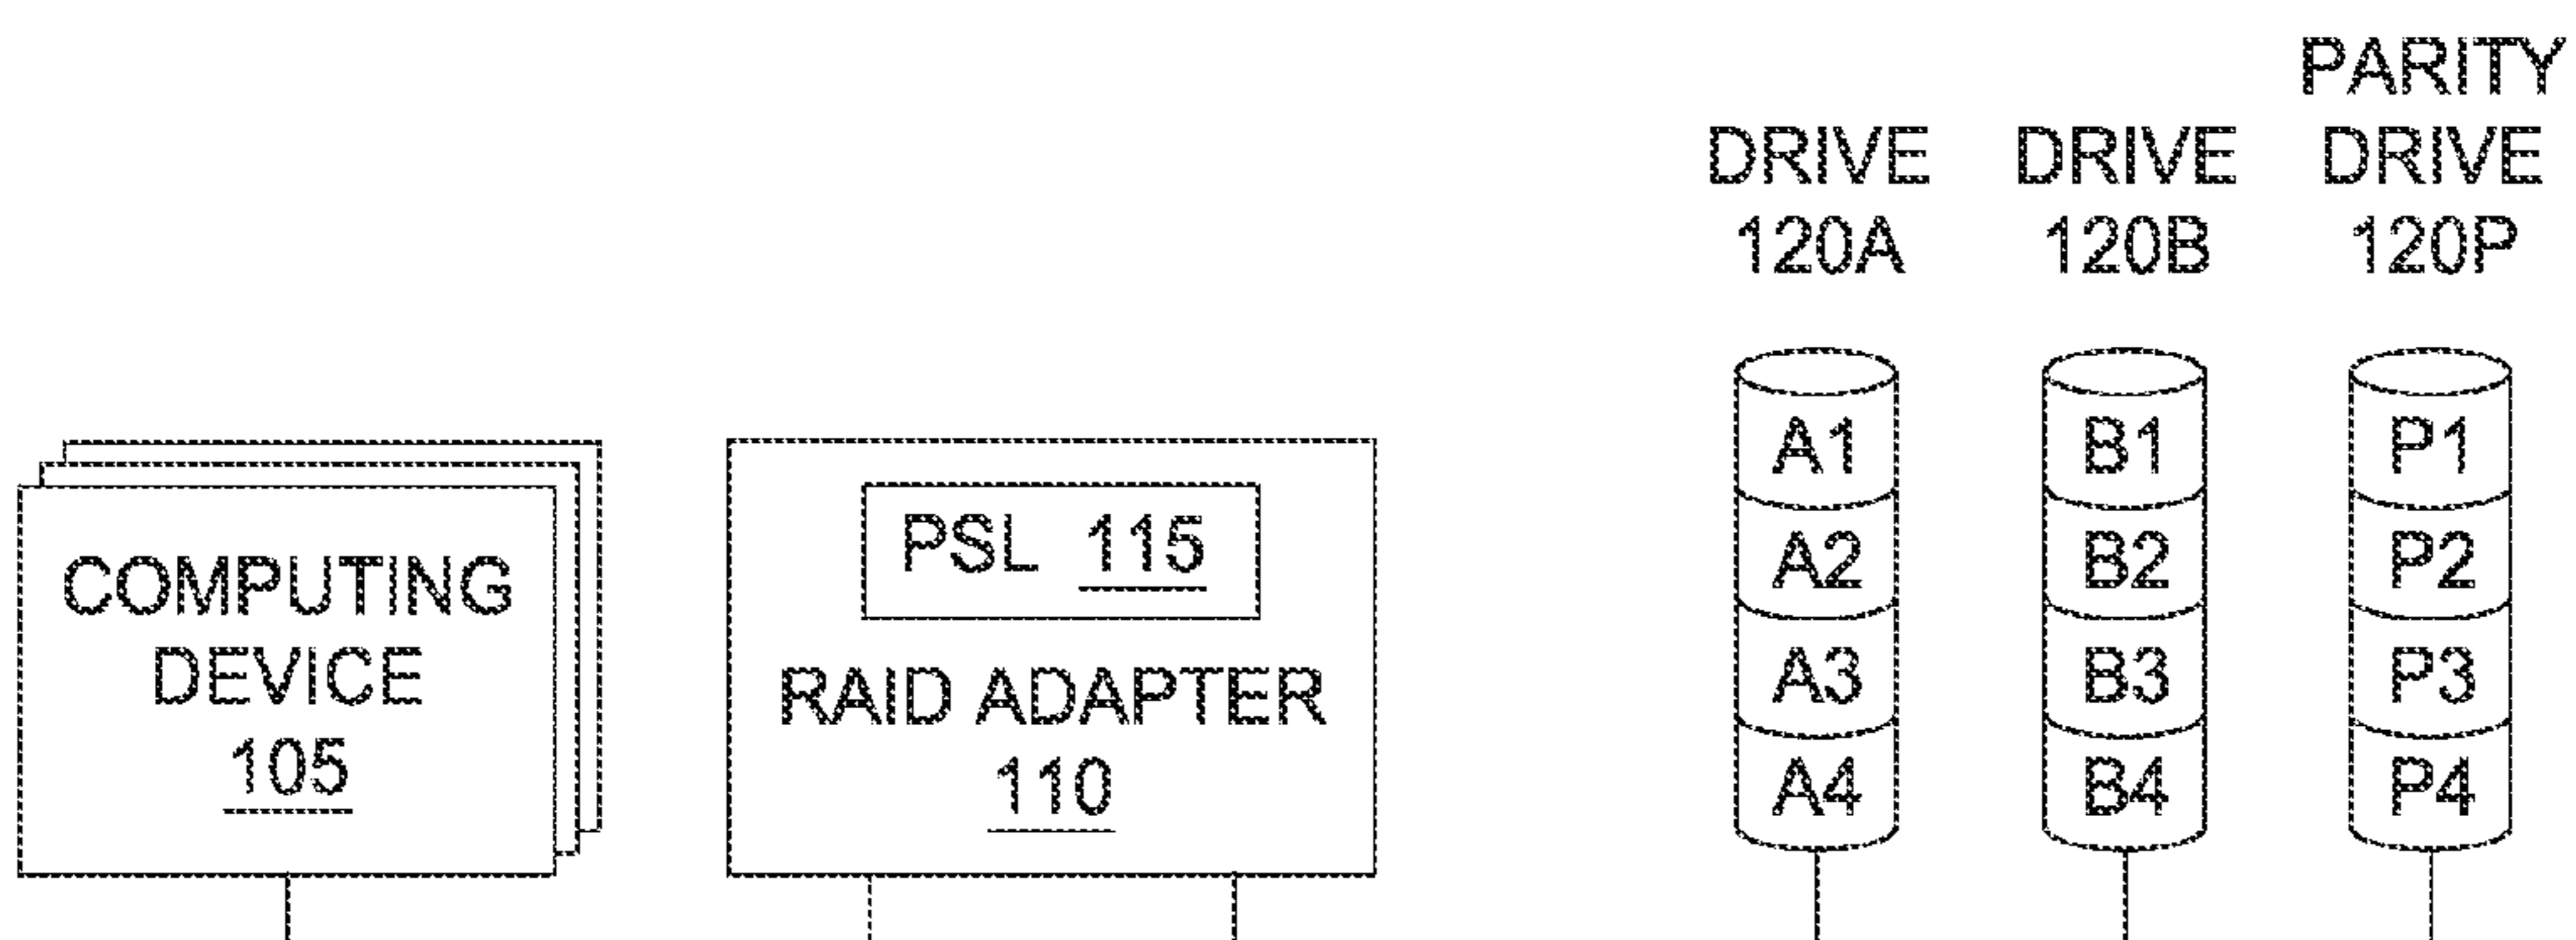 COMPUTING
DEVICE
105
PSL 115
RAID ADAPTER
110
DRIVE
120A
DRIVE
120B
PARITY
DRIVE
120P
A1
A2
A3
A4
B1
B2
B3
B4
P1
P2
P3
P4